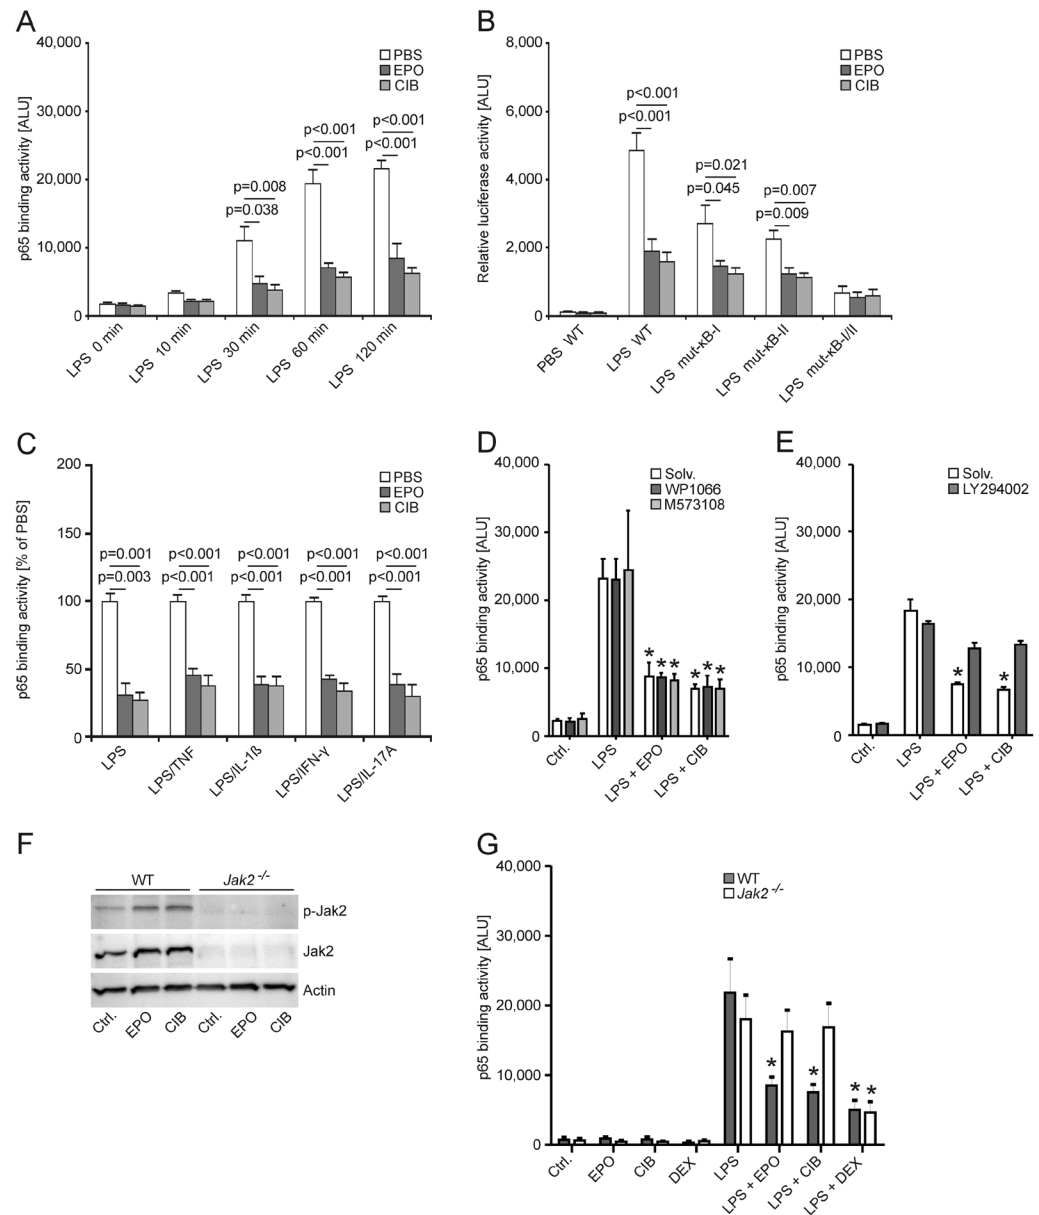 A
40,000
30,000
20,000
10,000
0
p65 binding activity [ALU]
PBS
EPO
CIB
p=0.008
p=0.038
p<0.001
p<0.001
p<0.001
p<0.001
LPS 0 min
LPS 10 min
LPS 30 min
LPS 60 min
LPS 120 min
B
8,000
6,000
4,000
2,000
0
Relative luciferase activity [ALU]
PBS
EPO
CIB
p<0.001
p<0.001
p=0.021
p=0.045
p=0.007
p=0.009
PBS WT
LPS WT
LPS mut-κB-I
LPS mut-κB-II
LPS mut-κB-I/II
C
200
150
100
50
0
p65 binding activity [% of PBS]
PBS
EPO
CIB
p=0.001 p<0.001 p<0.001 p<0.001 p<0.001
p=0.003 p<0.001 p<0.001 p<0.001 p<0.001
LPS
LPS/TNF
LPS/IL-1ß
LPS/IFN-γ
LPS/IL-17A
D
40,000
30,000
20,000
10,000
0
p65 binding activity [ALU]
Solv.
WP1066
M573108
* * *
* * *
Ctrl.
LPS
LPS + EPO
LPS + CIB
E
40,000
30,000
20,000
10,000
0
p65 binding activity [ALU]
Solv.
LY294002
*
*
Ctrl.
LPS
LPS + EPO
LPS + CIB
F
WT
Jak2 -/-
p-Jak2
Jak2
Actin
Ctrl.
EPO
CIB
Ctrl.
EPO
CIB
G
40,000
30,000
20,000
10,000
0
p65 binding activity [ALU]
WT
Jak2 -/-
*
*
* *
Ctrl.
EPO
CIB
DEX
LPS
LPS + EPO
LPS + CIB
LPS + DEX